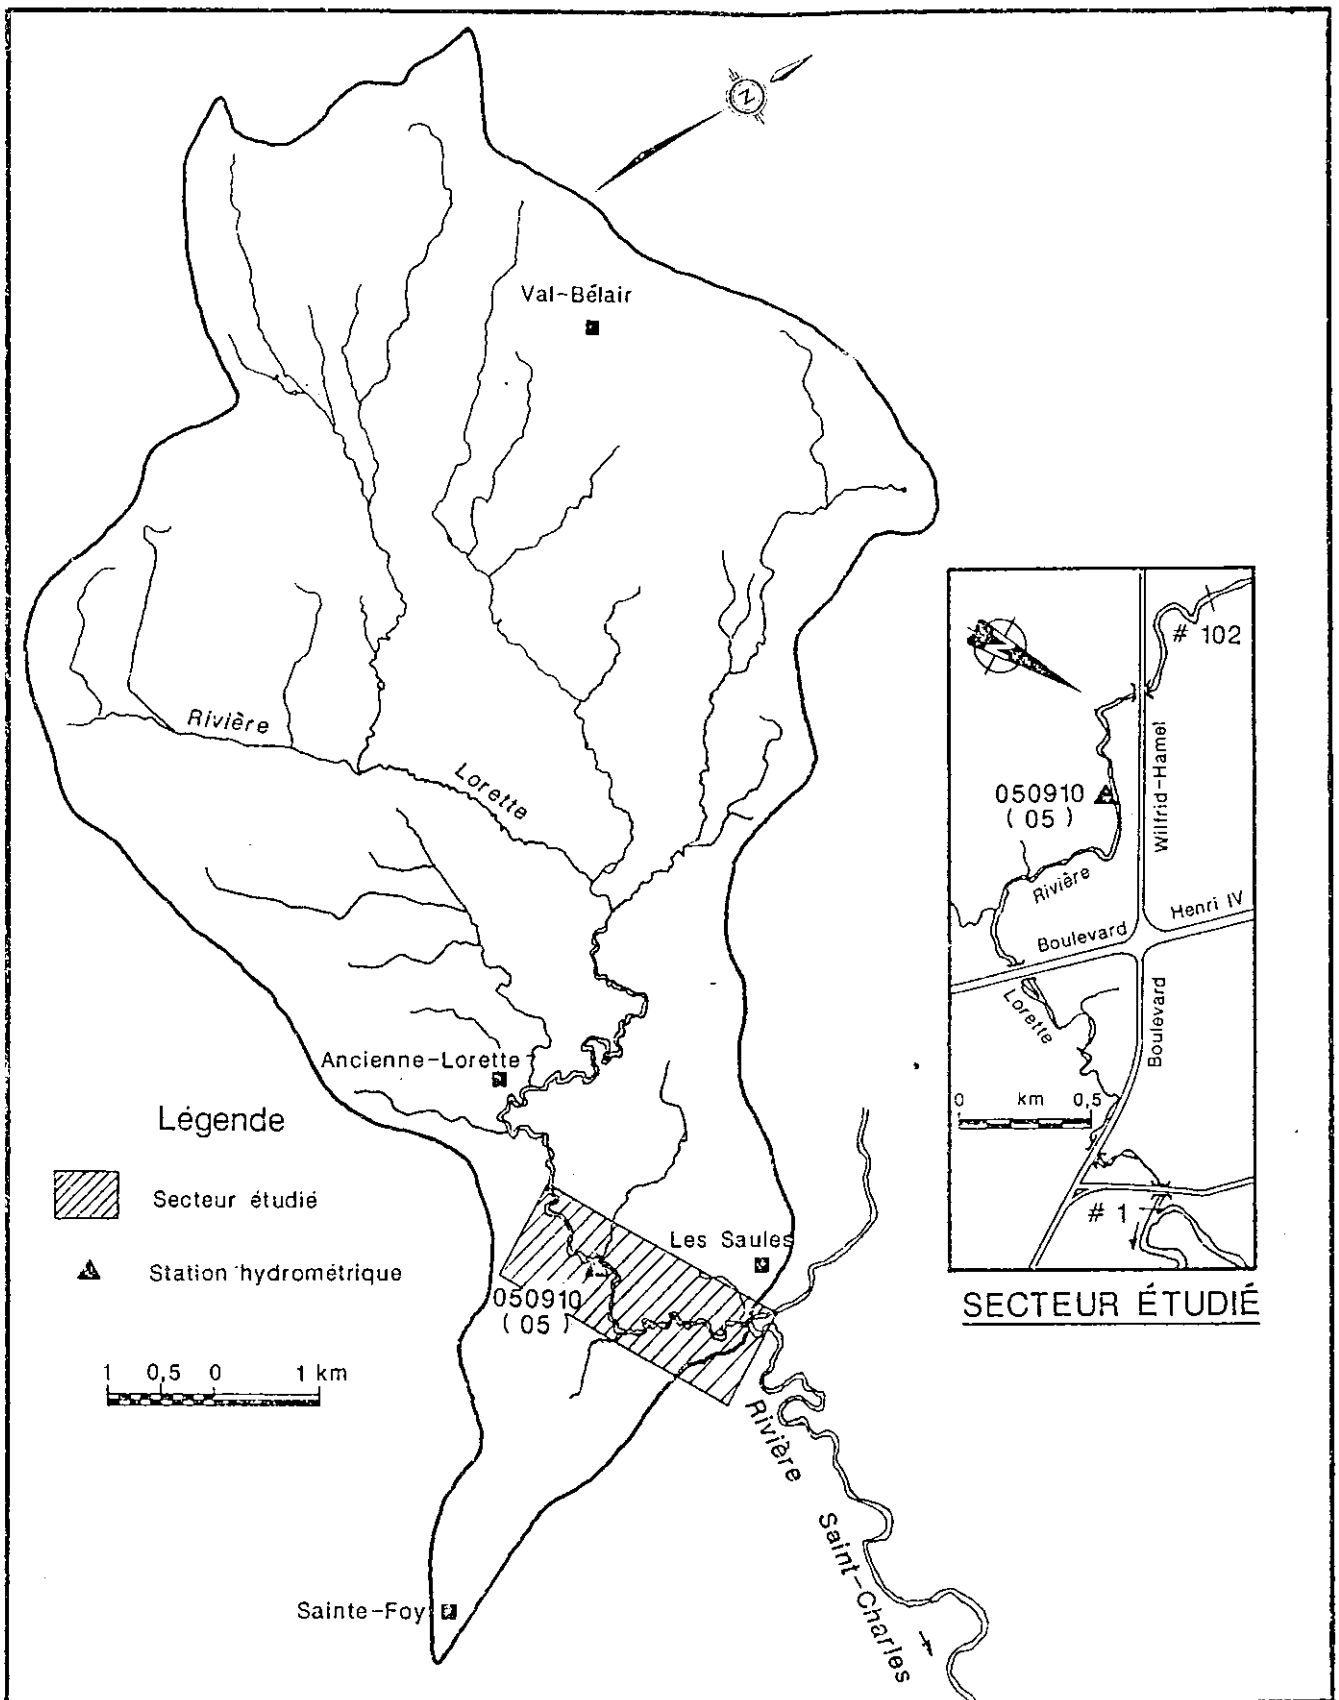 N
Val-Bélair
Rivière
Lorette
Ancienne-Lorette
Légende
Secteur étudié
Station hydrométrique
1 0,5 0 1 km
Les Saules
050910
( 05 )
Sainte-Foy
Rivière
Saint-Charles
N
# 102
Wilfrid-Hamel
050910
( 05 )
Rivière
Henri IV
Boulevard
Lorette
Boulevard
0 km 0,5
# 1
SECTEUR ÉTUDIÉ